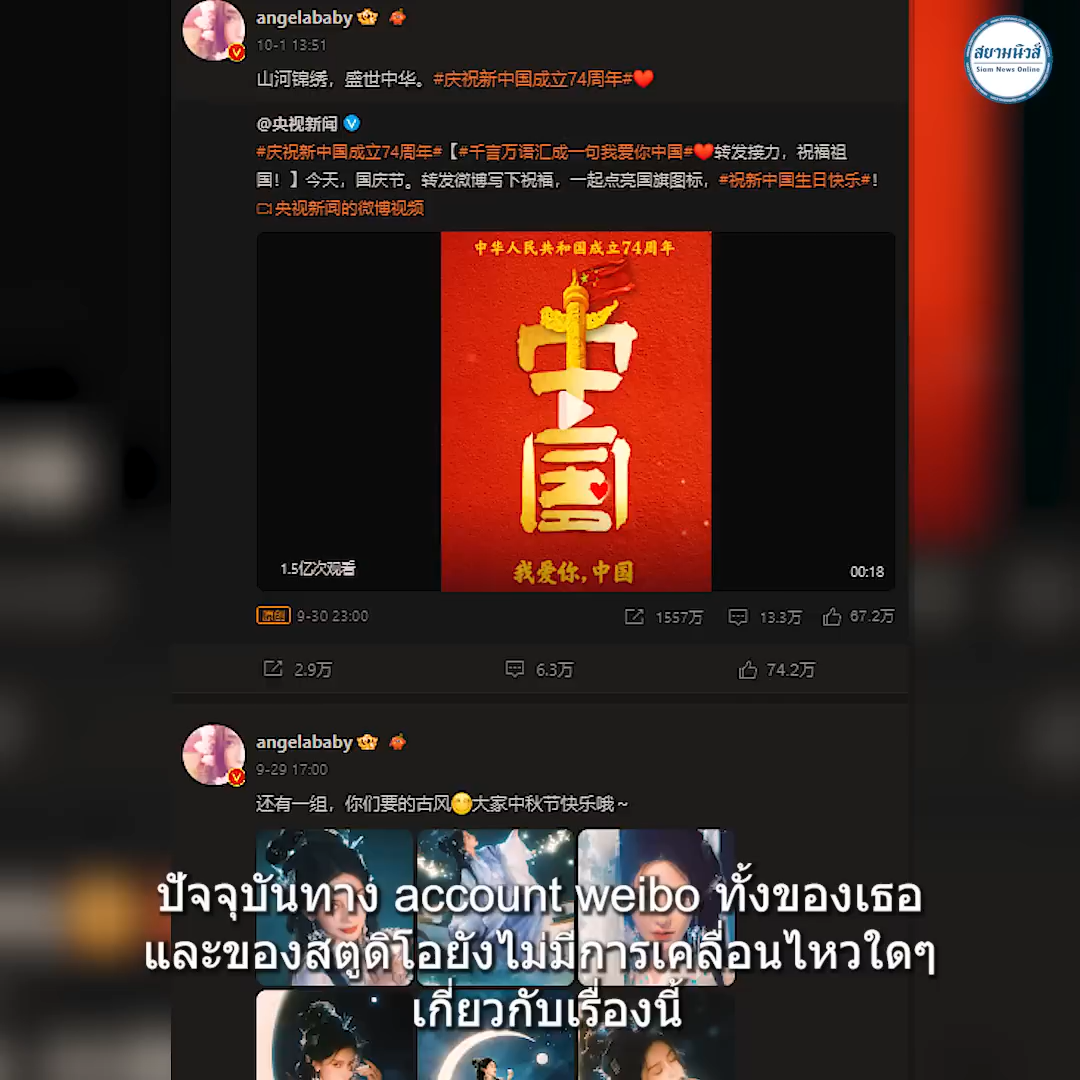 angelababy
10-1 13:51
山河锦绣，盛世中华。#庆祝新中国成立74周年#❤️
@央视新闻
#庆祝新中国成立74周年#【#千言万语汇成一句我爱你中国#❤️转发接力，祝福祖
国！】今天，国庆节。转发微博写下祝福，一起点亮国旗图标，#祝新中国生日快乐#！
央视新闻的微博视频
中华人民共和国成立74周年
中国
我爱你,中国
1.5亿次观看
00:18
原创 9-30 23:00
1557万 13.3万 67.2万
2.9万 6.3万 74.2万
angelababy
9-29 17:00
还有一组，你们要的古风😊大家中秋节快乐哦～
ปัจจุบันทาง account weibo ทั้งของเธอ
และของสตูดิโอยังไม่มีการเคลื่อนไหวใดๆ
เกี่ยวกับเรื่องนี้
สยามนิวส์
Siam News Online